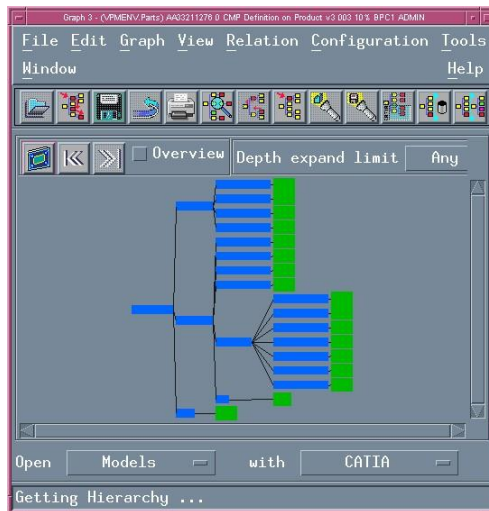 Graph 3 - (VPMENV.Parts) AA03211276 0 CMP Definition on Product v3 003 10% BPC1 ADMIN
File Edit Graph View Relation Configuration Tools
Window Help
Overview Depth expand limit Any
Open Models with CATIA
Getting Hierarchy ...